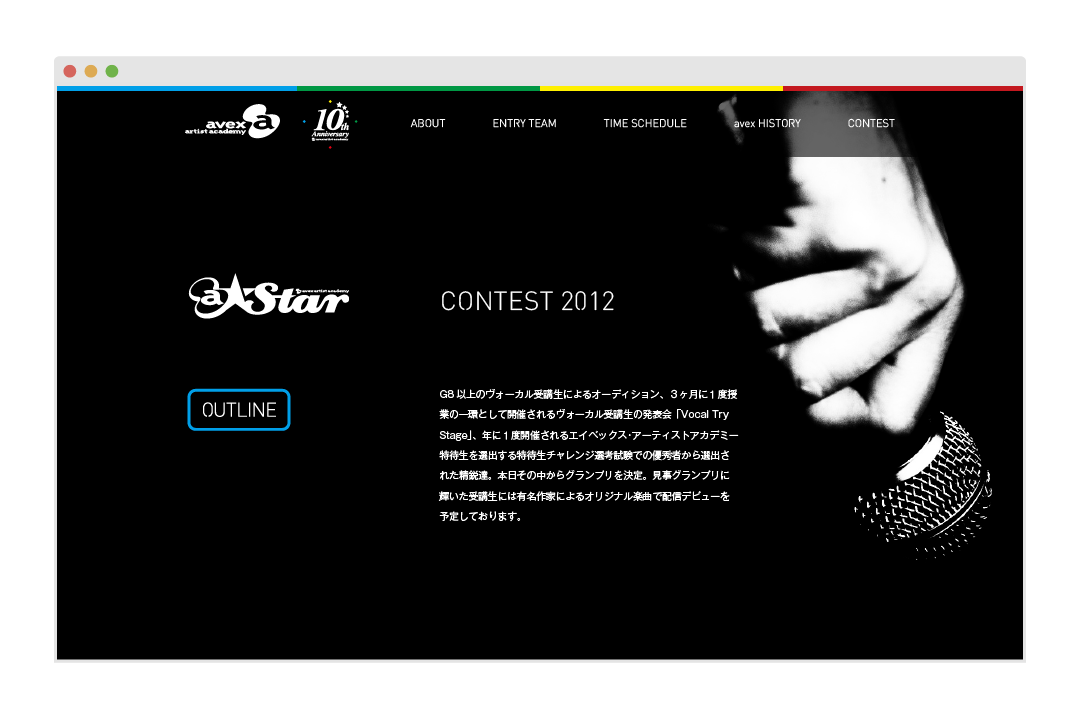 avex
artist academy
a
10th
Anniversary
avex artist academy
ABOUT
ENTRY TEAM
TIME SCHEDULE
avex HISTORY
CONTEST
a★Star
avex artist academy
CONTEST 2012
OUTLINE
G8 以上のヴォーカル受講生によるオーディション、３ヶ月に１度授
業の一環として開催されるヴォーカル受講生の発表会「Vocal Try
Stage」、年に１度開催されるエイベックス・アーティストアカデミー
特待生を選出する特待生チャレンジ選考試験での優秀者から選出さ
れた精鋭達。本日その中からグランプリを決定。見事グランプリに
輝いた受講生には有名作家によるオリジナル楽曲で配信デビューを
予定しております。